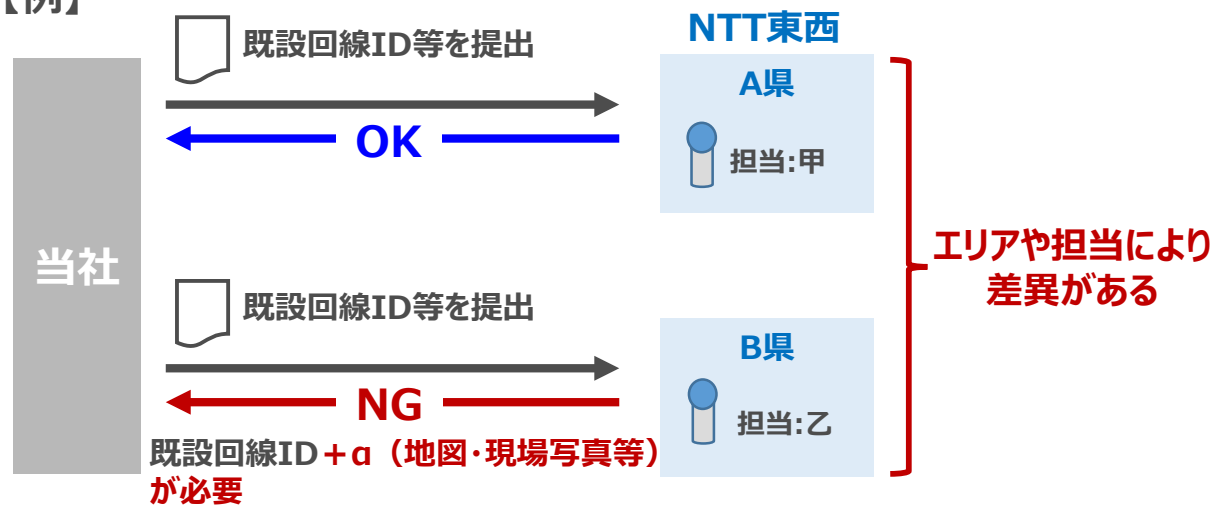 【例】
既設回線ID等を提出
NTT東西
A県
OK
担当:甲
当社
エリアや担当により
差異がある
既設回線ID等を提出
B県
NG
担当:乙
既設回線ID+α（地図・現場写真等）
が必要